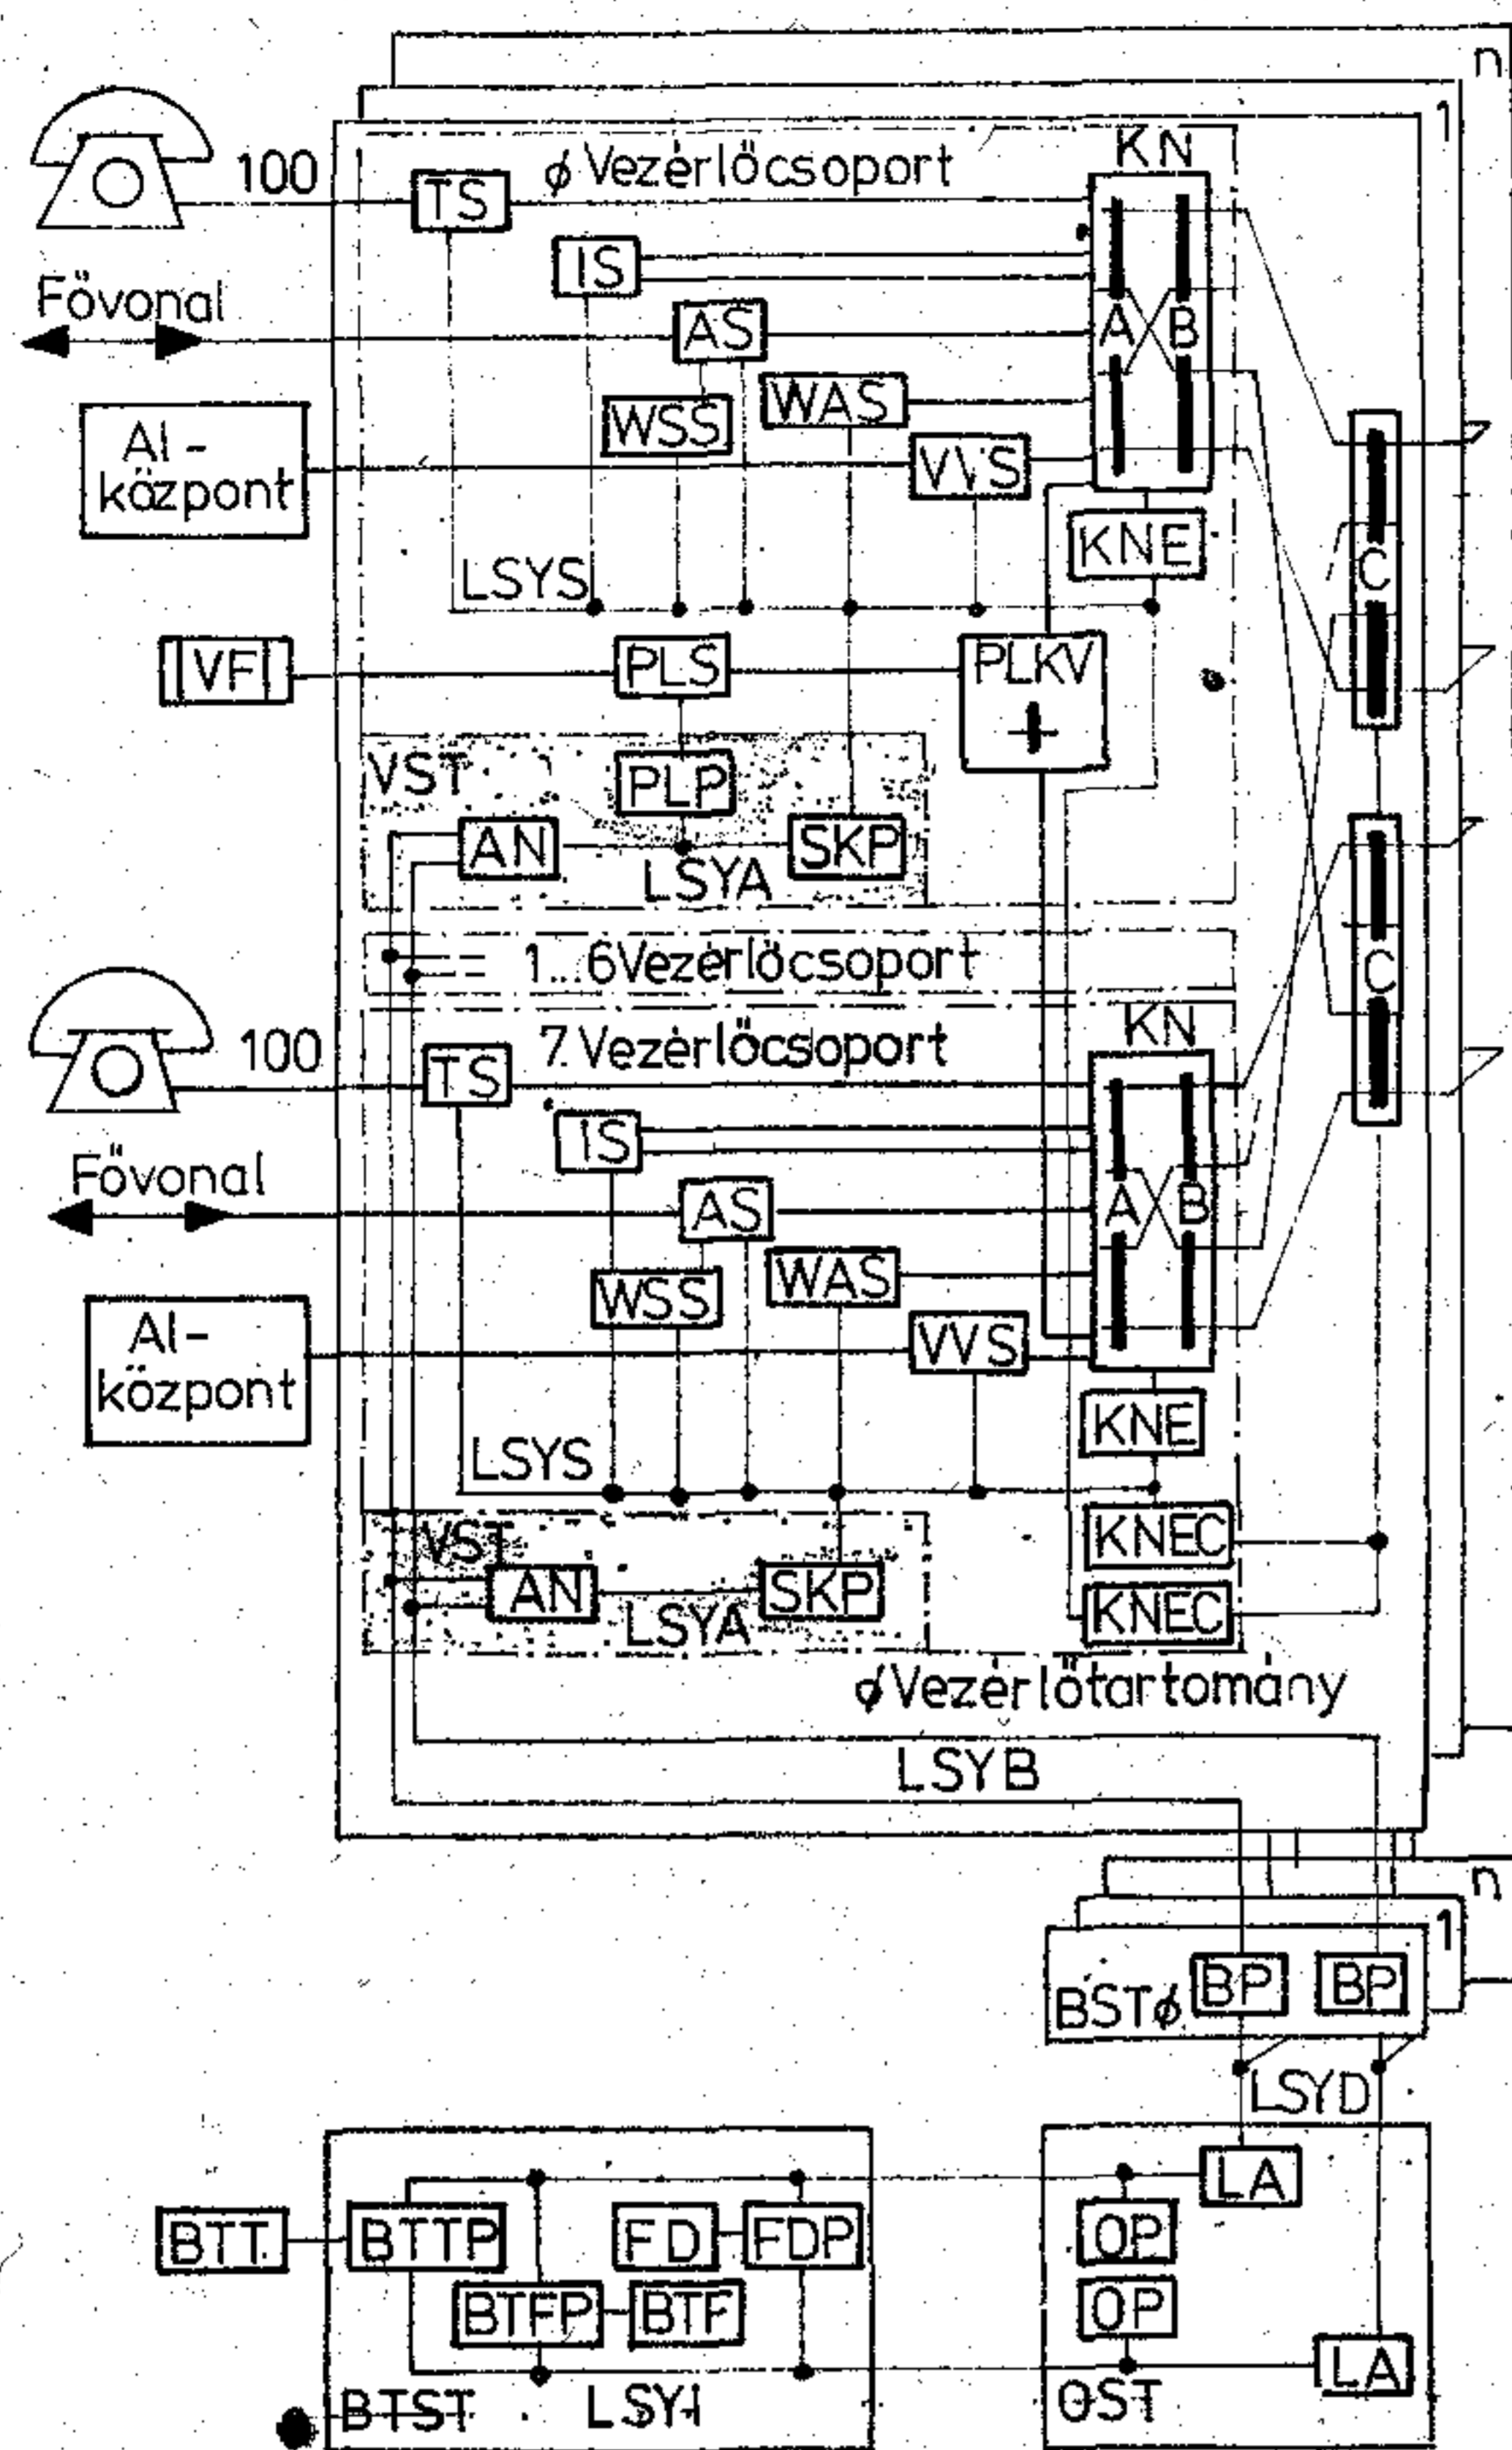 n
1
100
TS
ϕ Vezérlőcsoport
KN
IS
Fővonal
AS
A
B
WSS
WAS
Al-
központ
VVS
KNE
C
LSYS
VF
PLS
PLKV
VST
PLP
AN
SKP
LSYA
1...6 Vezérlőcsoport
C
KN
100
7. Vezérlőcsoport
TS
IS
Fővonal
AS
A
B
WSS
WAS
Al-
központ
VVS
KNE
LSYS
KNEC
VST
AN
SKP
LSYA
KNEC
ϕ Vezérlőtartomány
LSYB
n
1
BSTϕ
BP
BP
LSYD
LA
BTT
BTTP
FD
FDP
OP
BTFP
BTF
OP
LA
BTST
LSYI
OST